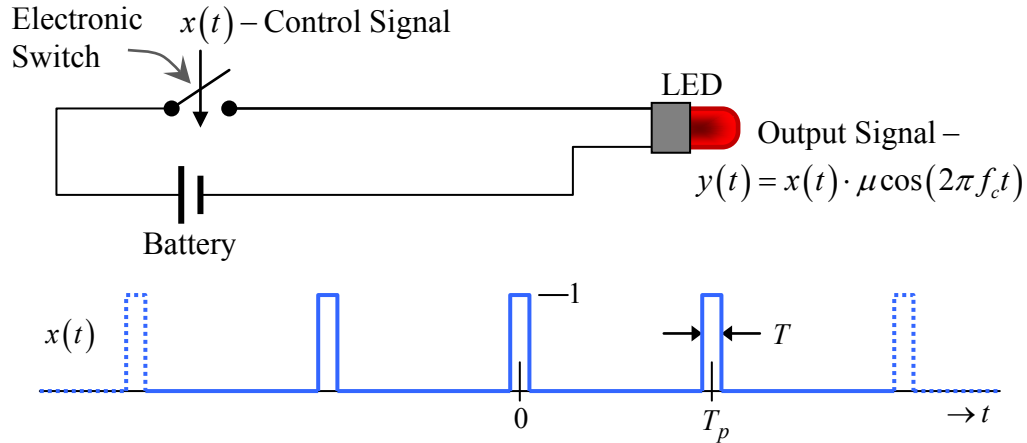 Electronic
Switch
x(t) – Control Signal
LED
Output Signal –
y(t) = x(t) · μ cos(2π f_c t)
Battery
x(t)
1
T
0
T_p
→ t